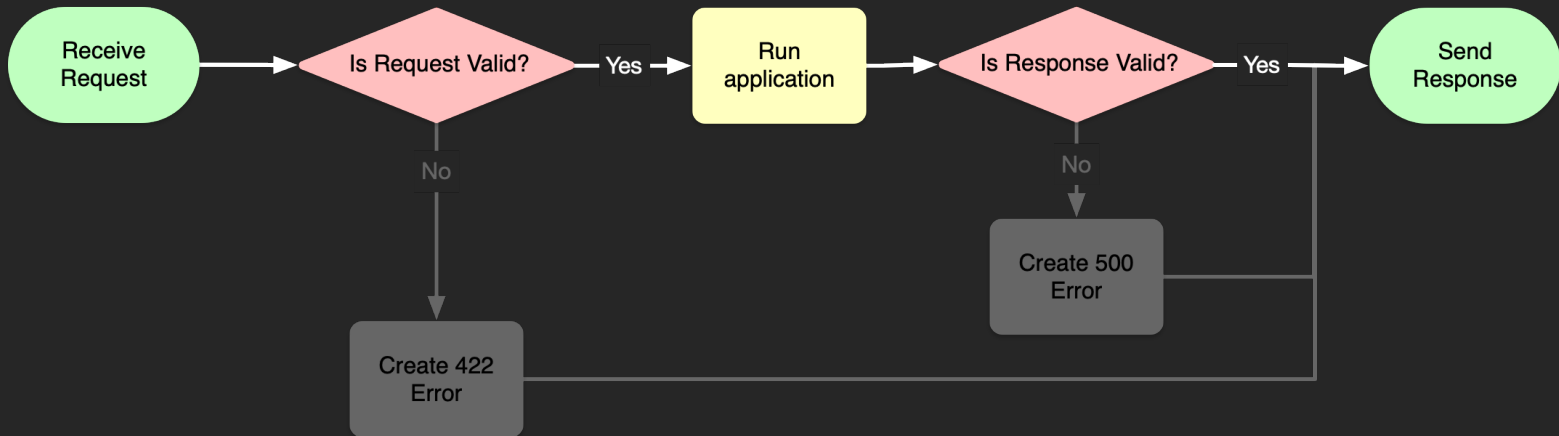 Receive
Request
Is Request Valid?
Yes
Run
application
Is Response Valid?
Yes
Send
Response
No
No
Create 500
Error
Create 422
Error